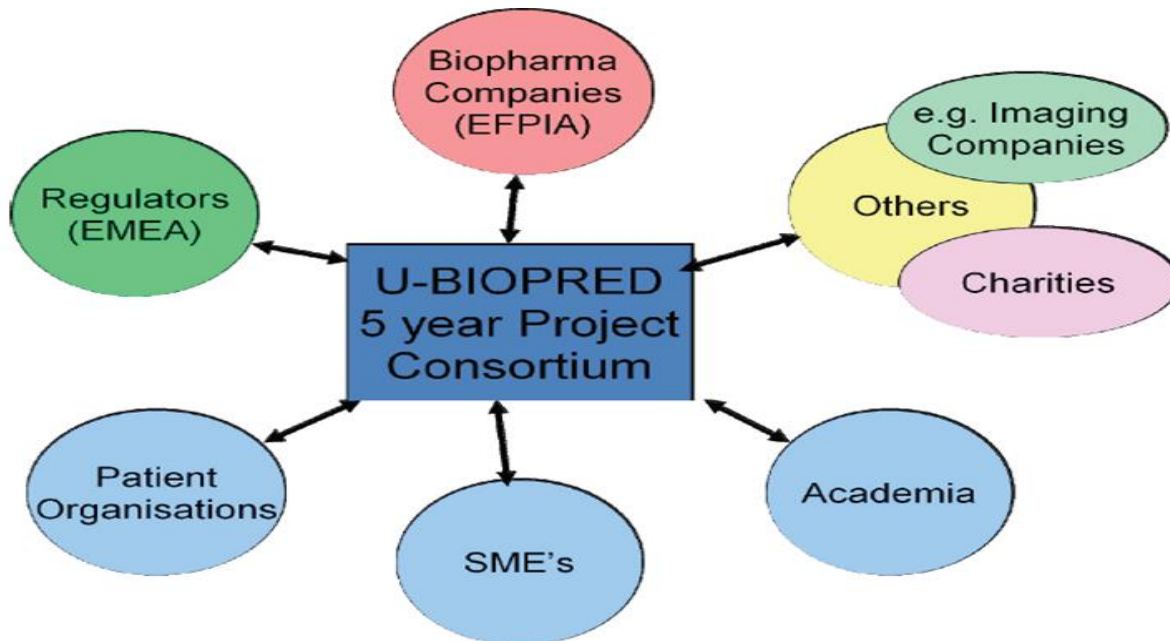 Biopharma
Companies
(EFPIA)
e.g. Imaging
Companies
Regulators
(EMEA)
Others
Charities
U-BIOPRED
5 year Project
Consortium
Patient
Organisations
SME's
Academia